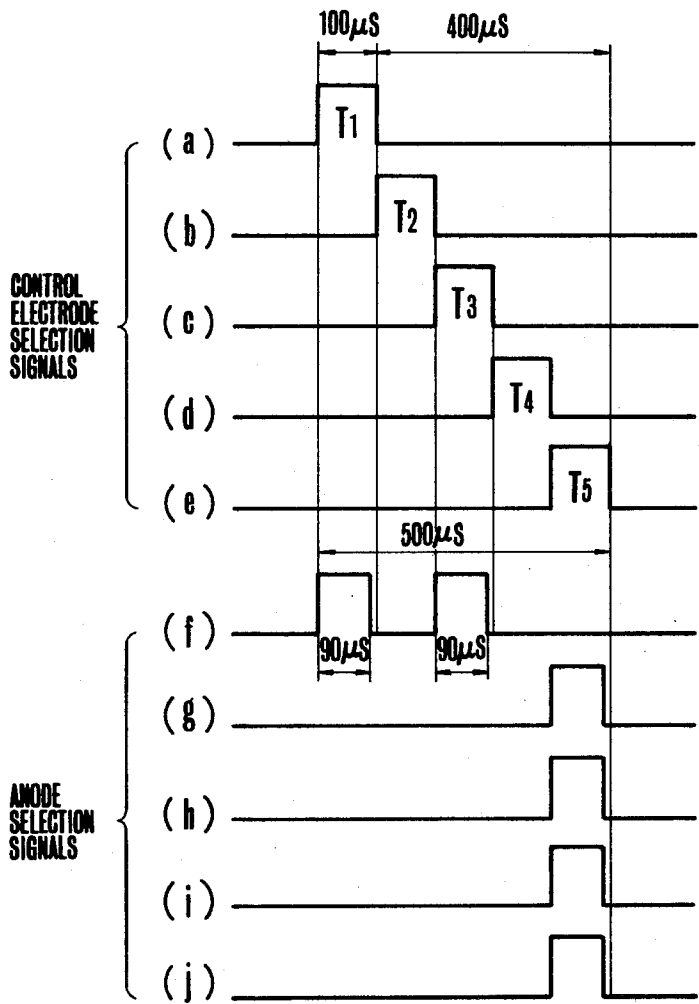 100μS 400μS
(a) T1
(b) T2
CONTROL
ELECTRODE
SELECTION
SIGNALS
(c) T3
(d) T4
(e) T5
500μS
(f)
90μS 90μS
(g)
ANODE
SELECTION
SIGNALS
(h)
(i)
(j)